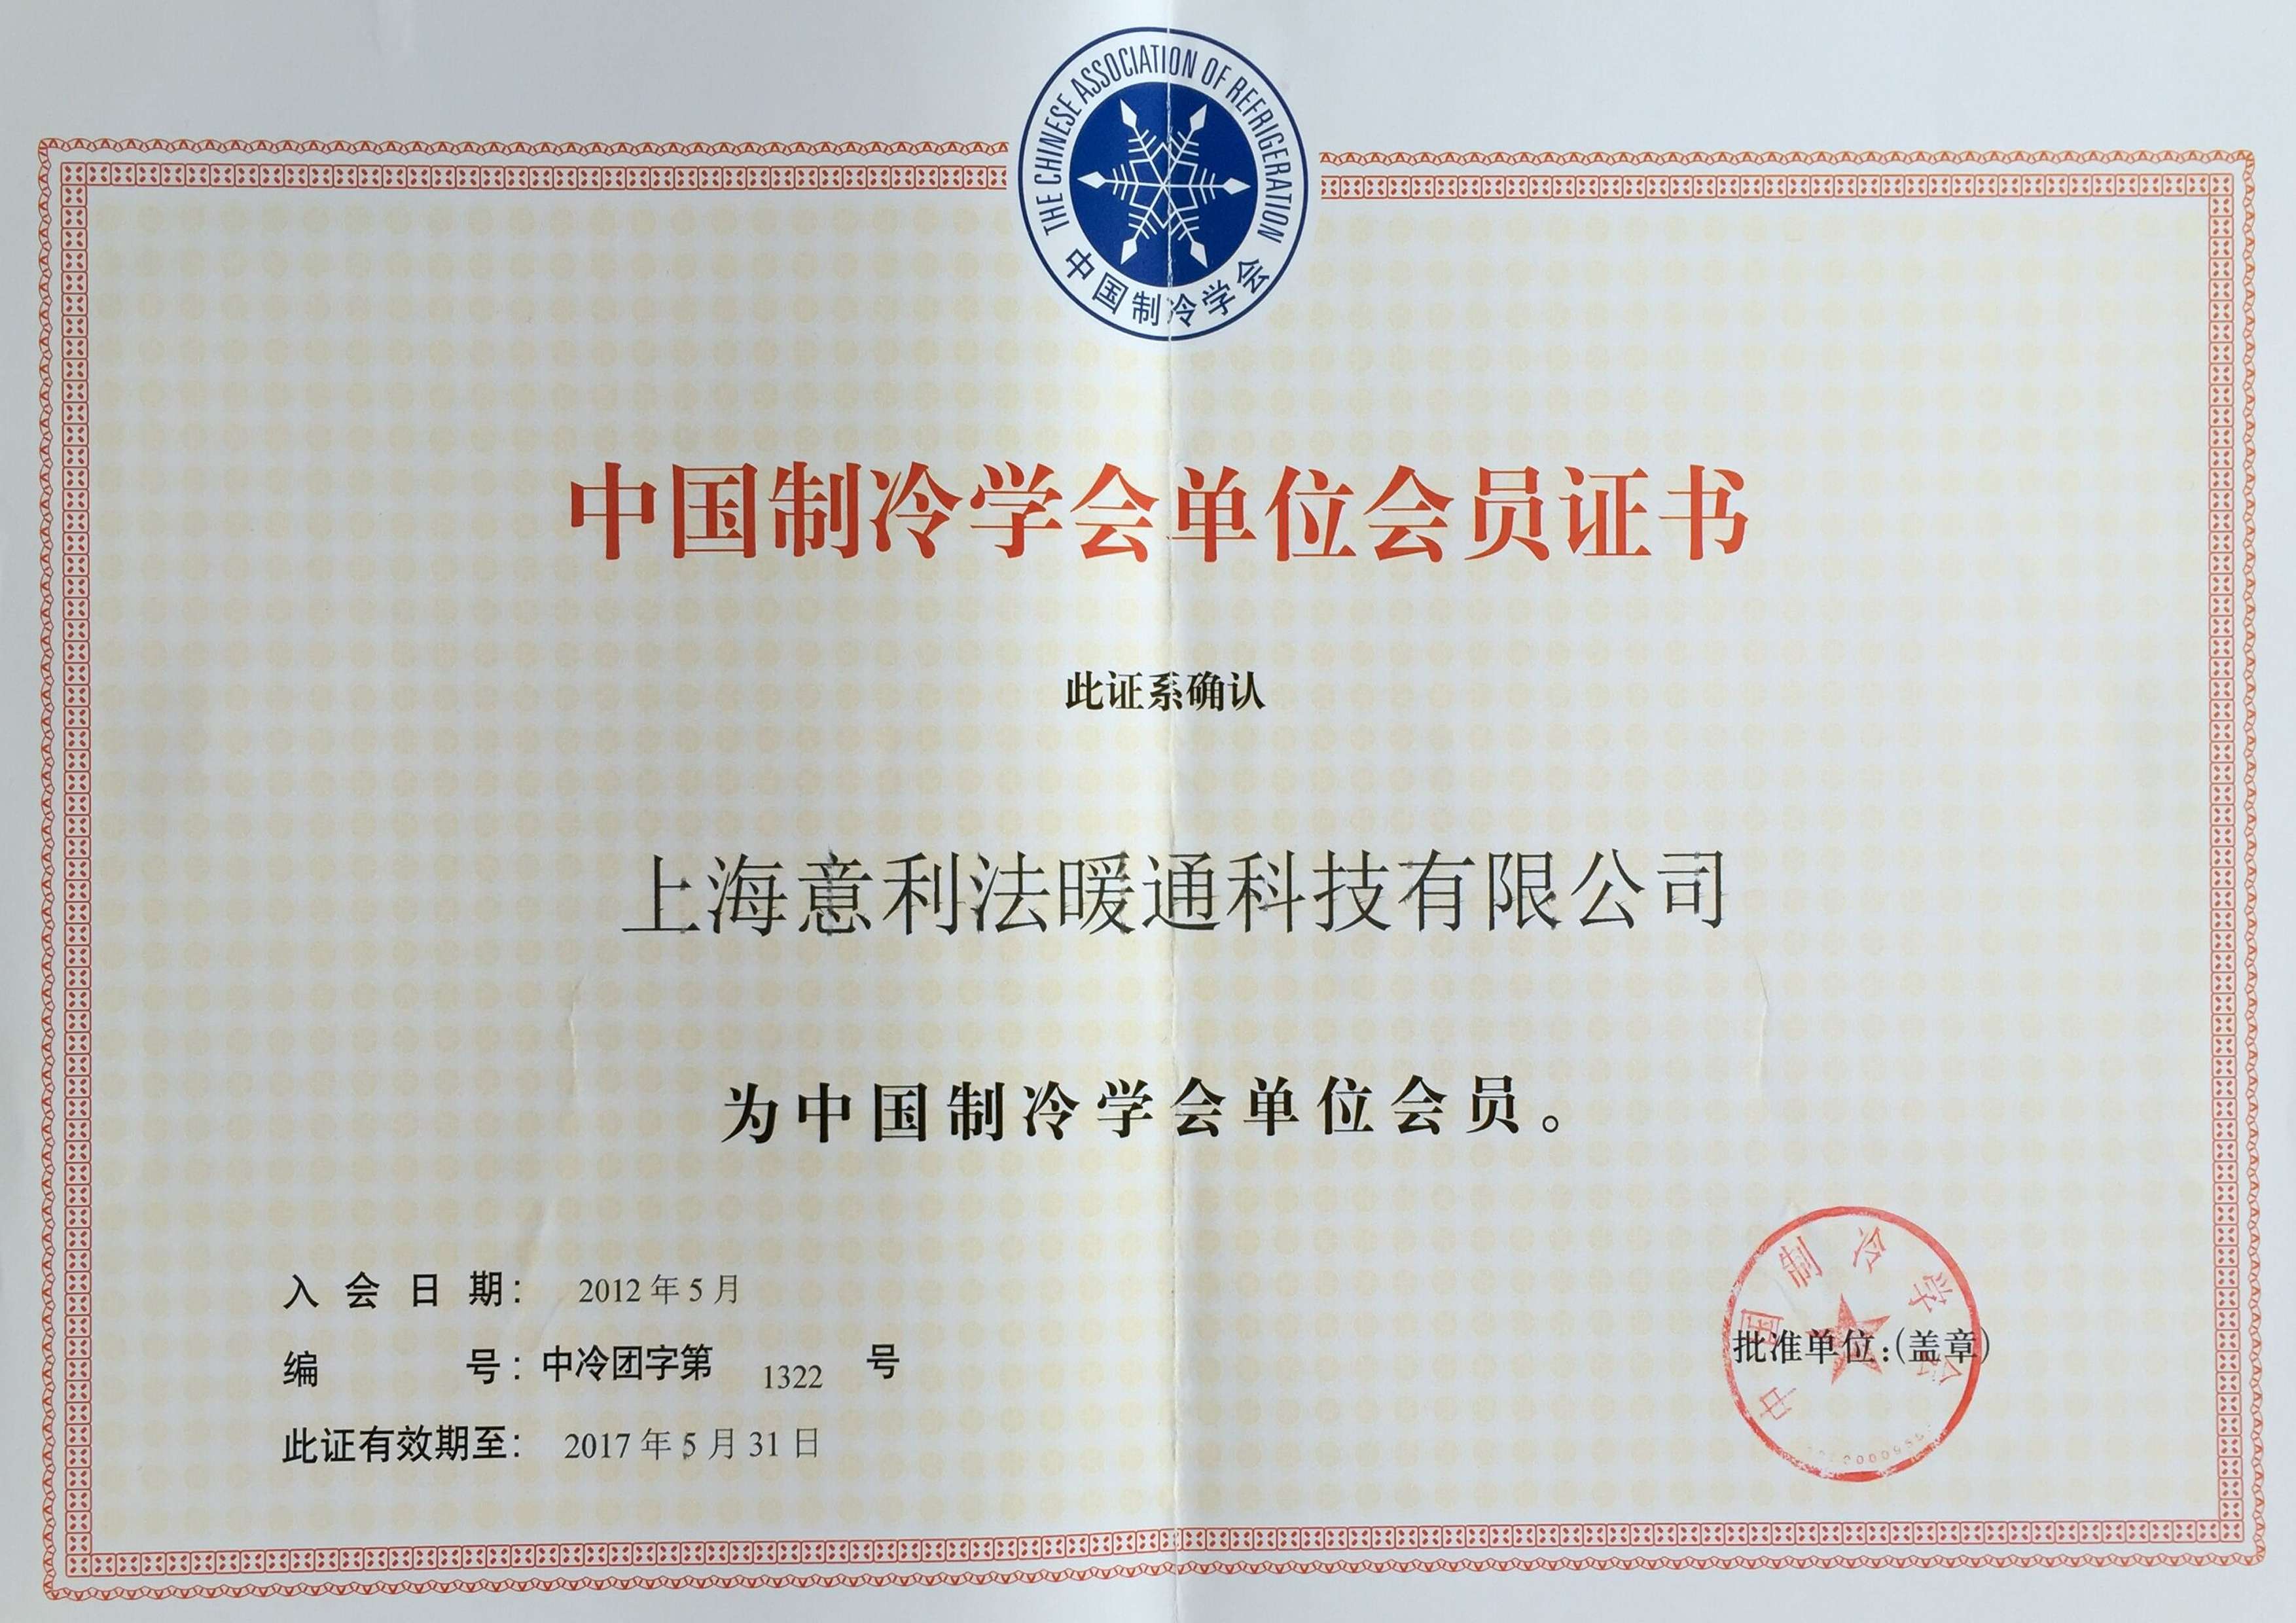 THE CHINESE ASSOCIATION OF REFRIGERATION
中国制冷学会
中国制冷学会单位会员证书
此证系确认
上海意利法暖通科技有限公司
为中国制冷学会单位会员。
入会日期： 2012年5月
编号：中冷团字第 1322 号
此证有效期至： 2017年5月31日
批准单位:(盖章)
中国制冷学会